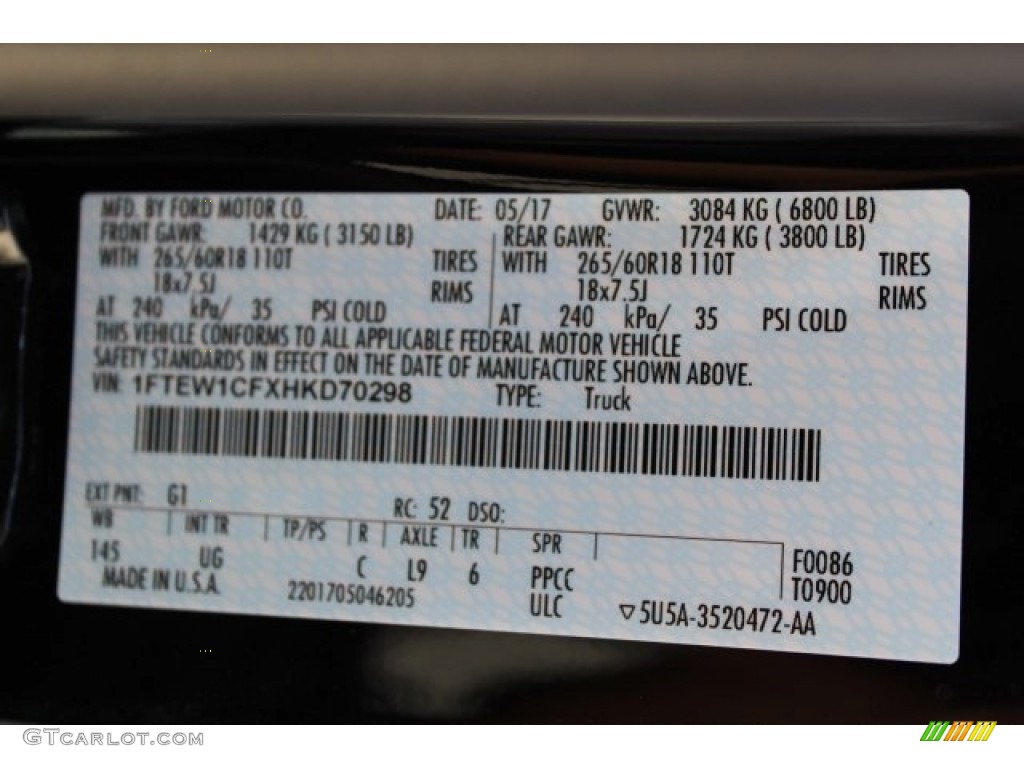 MFD. BY FORD MOTOR CO. DATE: 05/17 GVWR: 3084 KG ( 6800 LB)
FRONT GAWR: 1429 KG ( 3150 LB) REAR GAWR: 1724 KG ( 3800 LB)
WITH 265/60R18 110T TIRES WITH 265/60R18 110T TIRES
18x7.5J RIMS 18x7.5J RIMS
AT 240 kPa/ 35 PSI COLD AT 240 kPa/ 35 PSI COLD
THIS VEHICLE CONFORMS TO ALL APPLICABLE FEDERAL MOTOR VEHICLE
SAFETY STANDARDS IN EFFECT ON THE DATE OF MANUFACTURE SHOWN ABOVE.
VIN: 1FTEW1CFXHKD70298 TYPE: Truck
EXT PNT: G1 RC: 52 DSO:
WB INT TR TP/PS R AXLE TR SPR
145 UG C L9 6 PPCC F0086
MADE IN U.S.A. 2201705046205 ULC T0900
▽5U5A-3520472-AA
GTCARLOT.COM